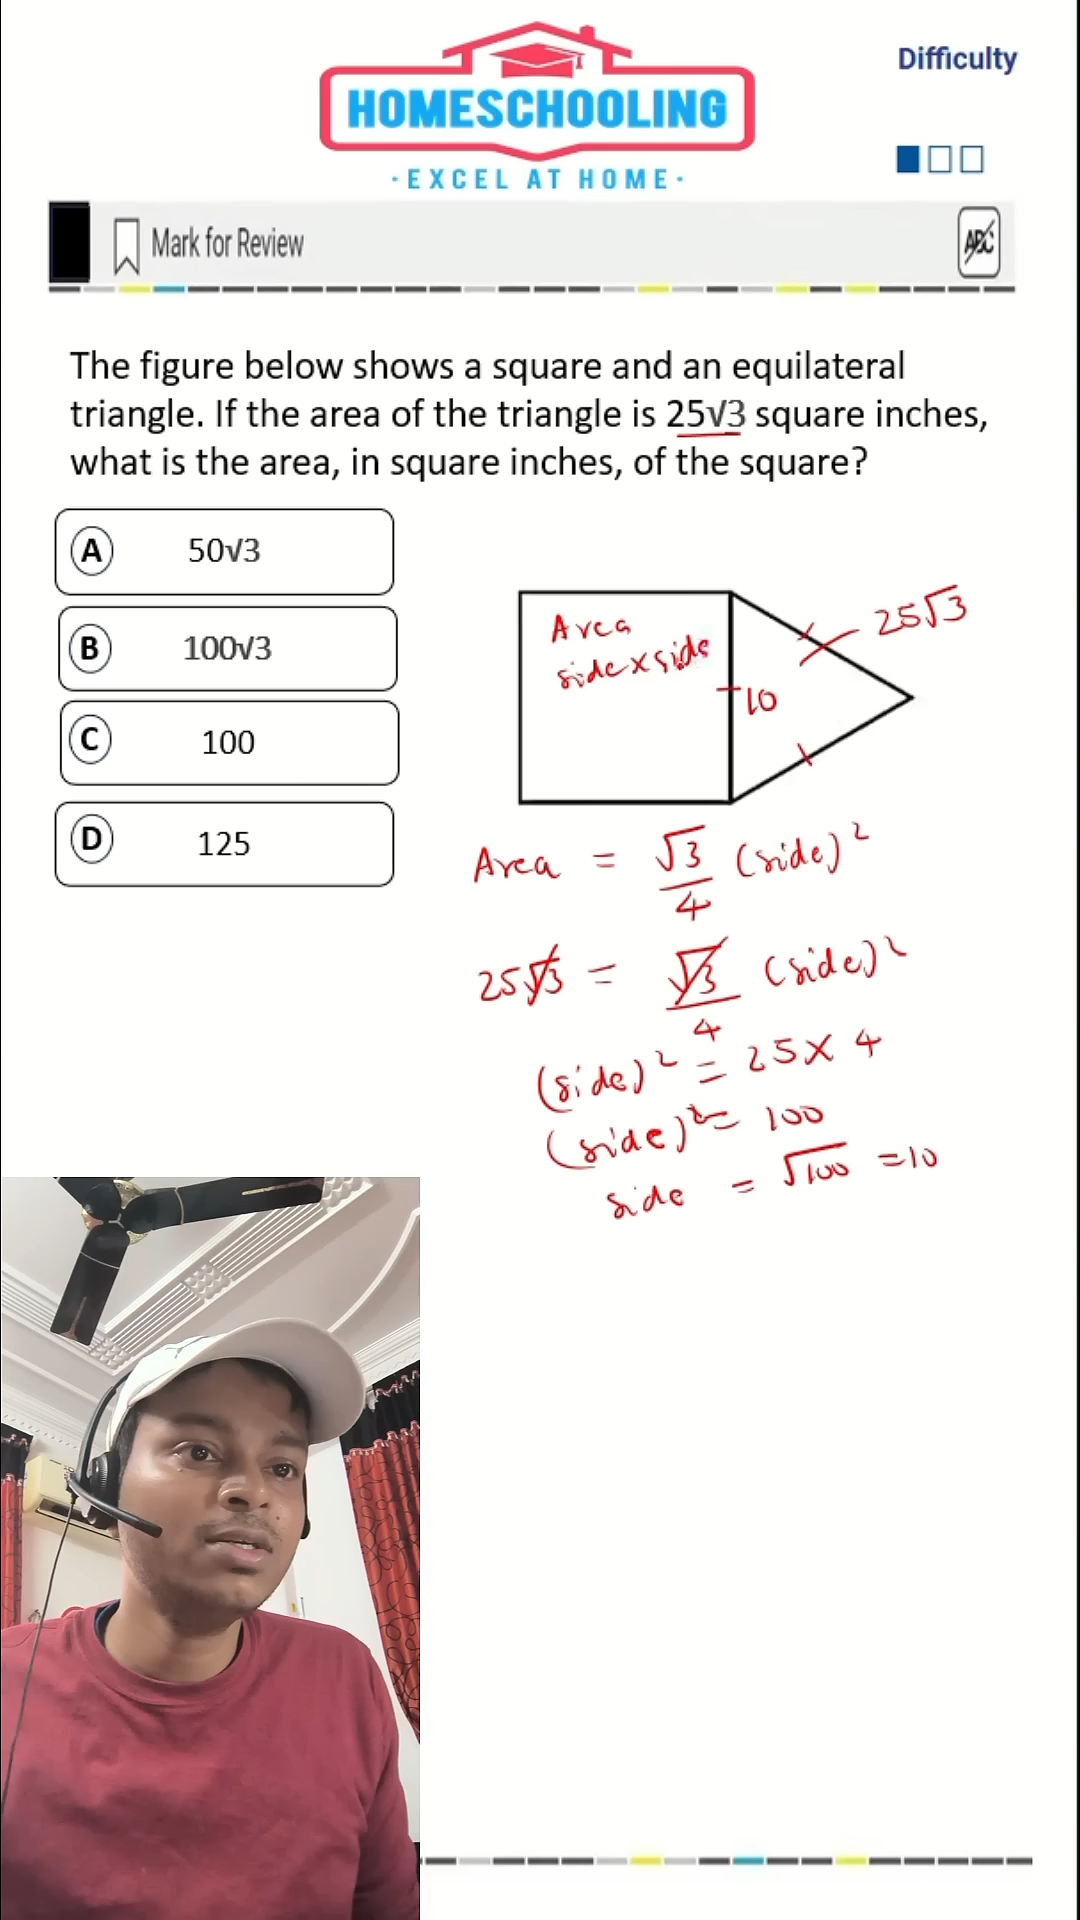 Difficulty
HOMESCHOOLING
·EXCEL AT HOME·
Mark for Review
ABC
The figure below shows a square and an equilateral
triangle. If the area of the triangle is 25√3 square inches,
what is the area, in square inches, of the square?
A 50√3
B 100√3
C 100
D 125
Area
side×side
10
25√3
Area = √3/4 (side)²
25√3 = √3/4 (side)²
(side)² = 25×4
(side)² = 100
side = √100 = 10